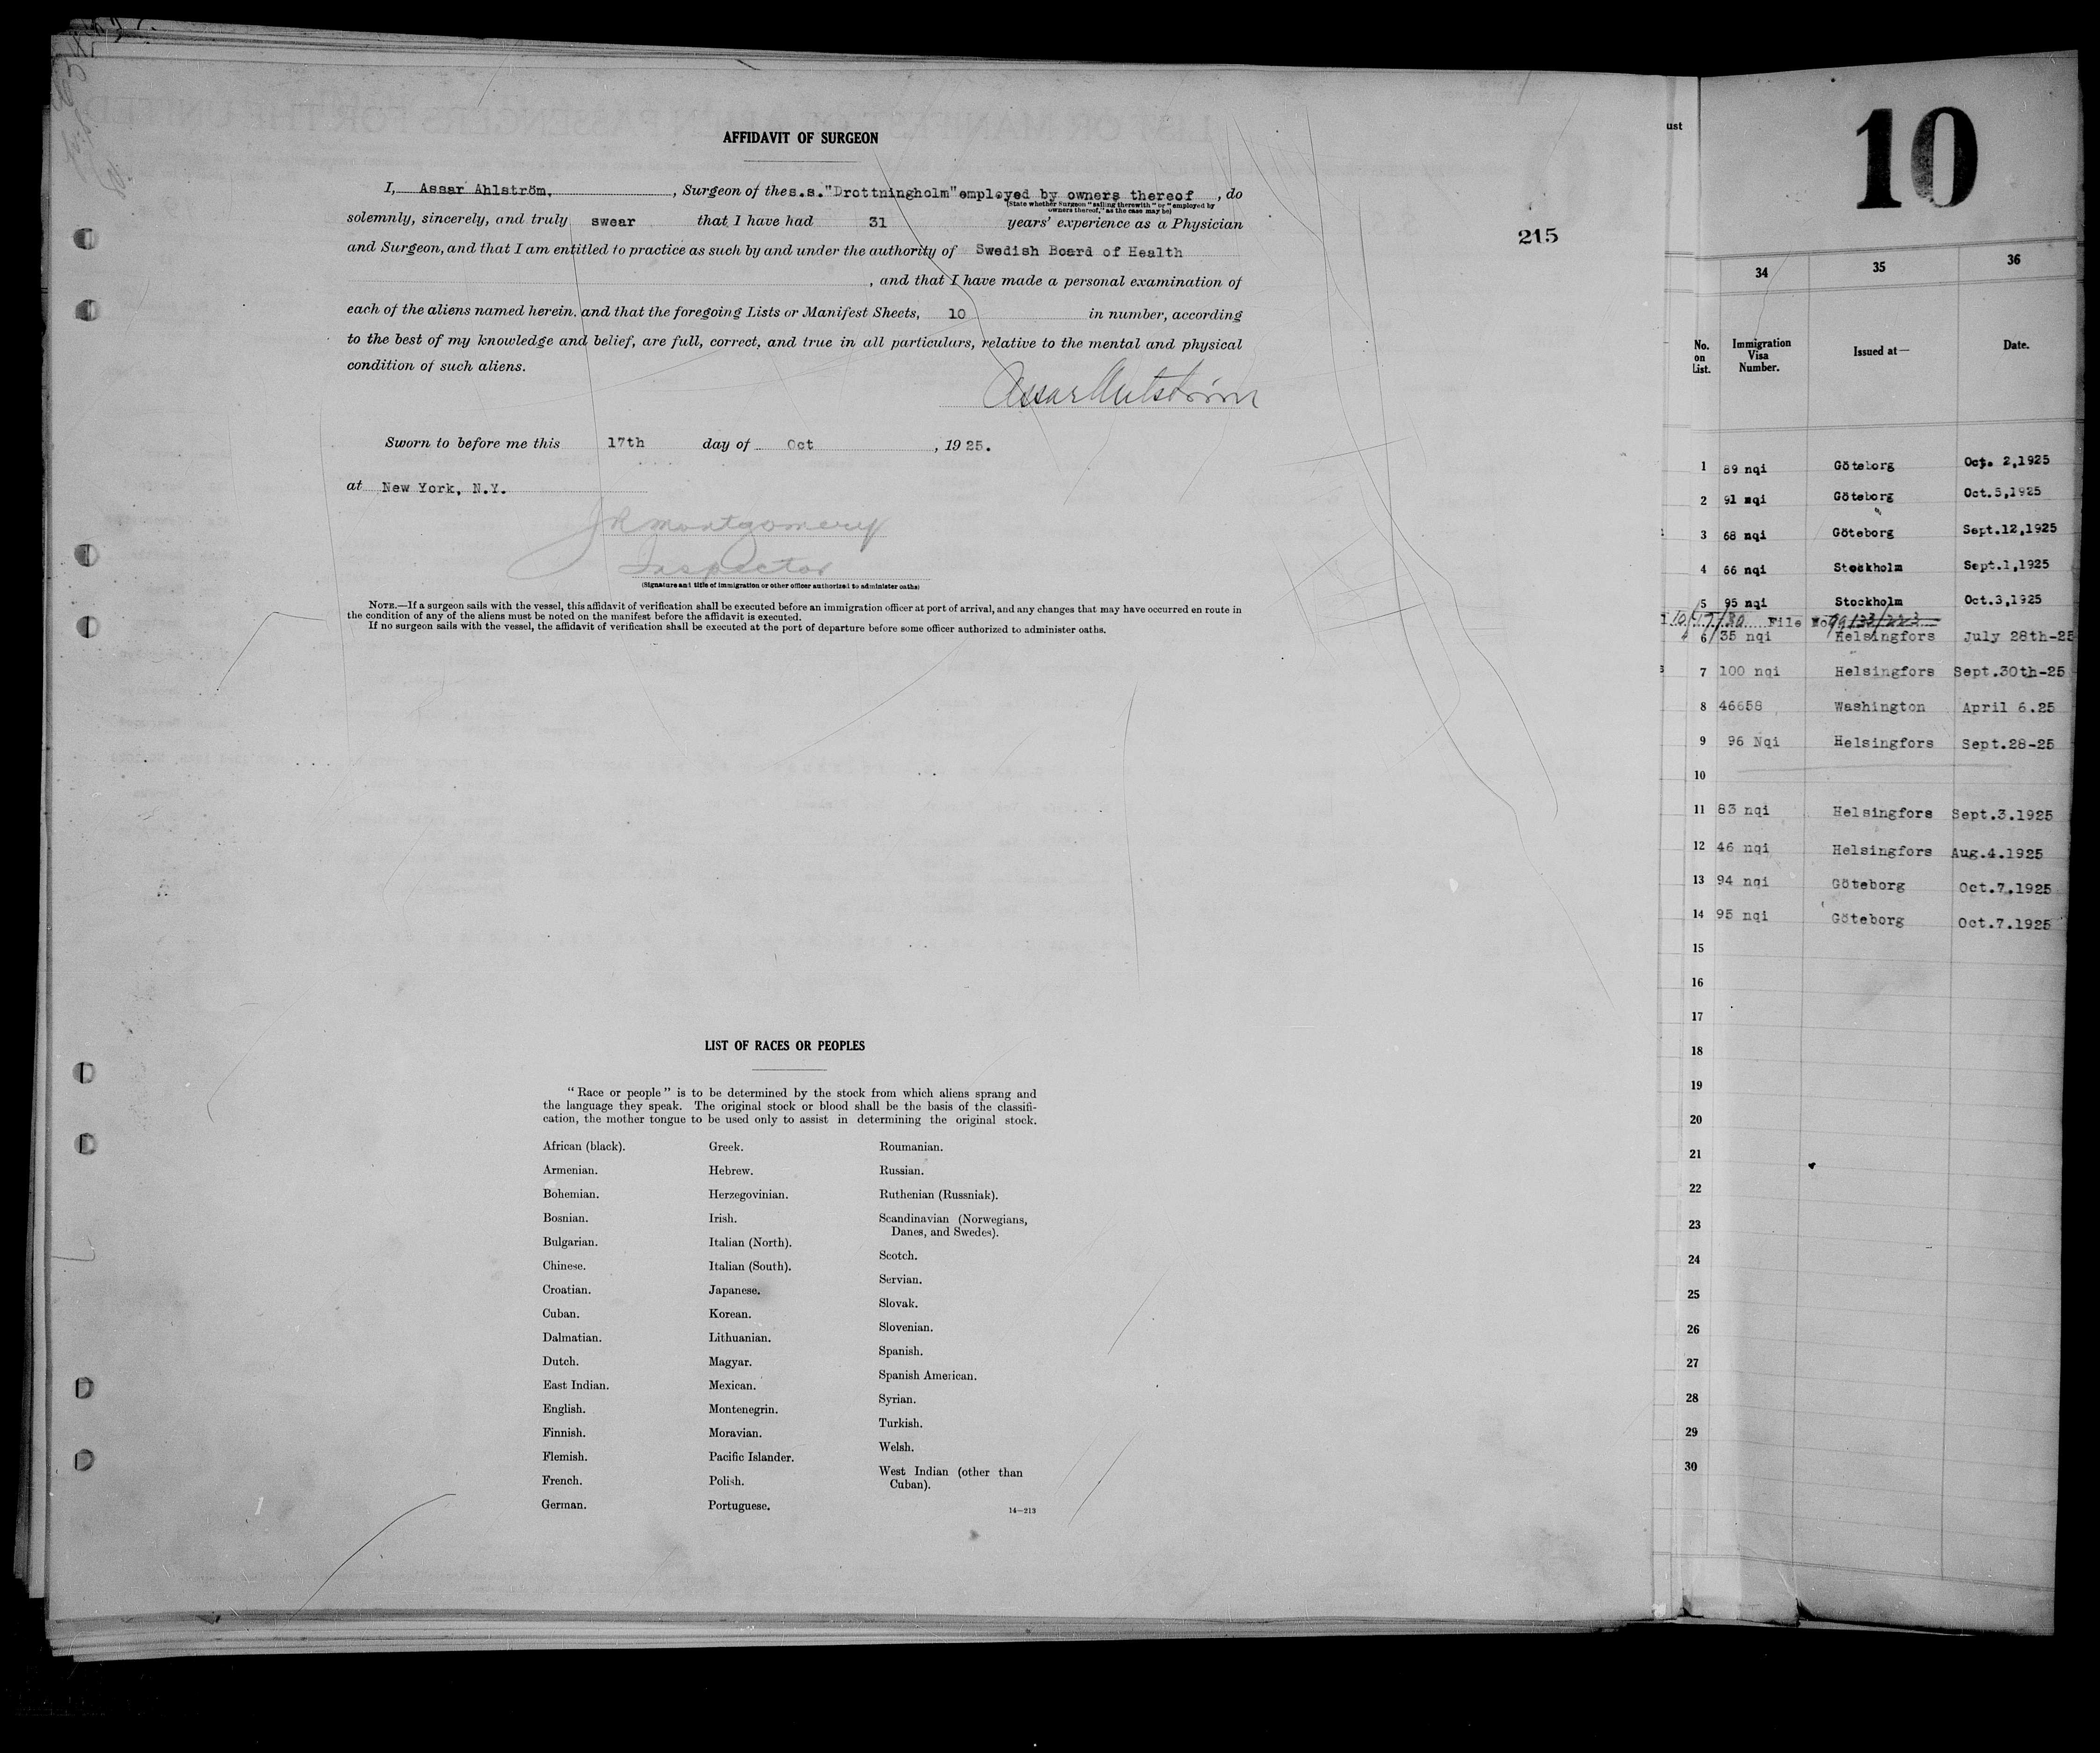 AFFIDAVIT OF SURGEON
I, Assar Ahlström, , Surgeon of the s.s."Drottningholm" employed by owners thereof , do
(State whether Surgeon "sailing therewith" or "employed by
owners thereof," as the case may be)
solemnly, sincerely, and truly swear that I have had 31 years' experience as a Physician
and Surgeon, and that I am entitled to practice as such by and under the authority of Swedish Board of Health
, and that I have made a personal examination of
each of the aliens named herein, and that the foregoing Lists or Manifest Sheets, 10 in number, according
to the best of my knowledge and belief, are full, correct, and true in all particulars, relative to the mental and physical
condition of such aliens.
Assar Ahlström
Sworn to before me this 17th day of Oct , 1925.
at New York, N.Y.
JR Montgomery
Inspector
(Signature and title of immigration or other officer authorized to administer oaths)
NOTE.—If a surgeon sails with the vessel, this affidavit of verification shall be executed before an immigration officer at port of arrival, and any changes that may have occurred en route in
the condition of any of the aliens must be noted on the manifest before the affidavit is executed.
If no surgeon sails with the vessel, the affidavit of verification shall be executed at the port of departure before some officer authorized to administer oaths.
215
LIST OF RACES OR PEOPLES
"Race or people" is to be determined by the stock from which aliens sprang and
the language they speak. The original stock or blood shall be the basis of the classifi-
cation, the mother tongue to be used only to assist in determining the original stock.
African (black).
Armenian.
Bohemian.
Bosnian.
Bulgarian.
Chinese.
Croatian.
Cuban.
Dalmatian.
Dutch.
East Indian.
English.
Finnish.
Flemish.
French.
German.
Greek.
Hebrew.
Herzegovinian.
Irish.
Italian (North).
Italian (South).
Japanese.
Korean.
Lithuanian.
Magyar.
Mexican.
Montenegrin.
Moravian.
Pacific Islander.
Polish.
Portuguese.
Roumanian.
Russian.
Ruthenian (Russniak).
Scandinavian (Norwegians,
Danes, and Swedes).
Scotch.
Servian.
Slovak.
Slovenian.
Spanish.
Spanish American.
Syrian.
Turkish.
Welsh.
West Indian (other than
Cuban).
14—213
ust
10
34 35 36
No. on List. Immigration Visa Number. Issued at— Date.
1 89 nqi Göteborg Oct. 2,1925
2 91 nqi Göteborg Oct.5,1925
3 68 nqi Göteborg Sept.12,1925
4 66 nqi Stockholm Sept.1,1925
5 95 nqi Stockholm Oct.3,1925
10/17/30 File No 99133/223
6 35 nqi Helsingfors July 28th-25
7 100 nqi Helsingfors Sept.30th-25
8 46658 Washington April 6.25
9 96 Nqi Helsingfors Sept.28-25
10
11 83 nqi Helsingfors Sept.3.1925
12 46 nqi Helsingfors Aug.4.1925
13 94 nqi Göteborg Oct.7.1925
14 95 nqi Göteborg Oct.7.1925
15
16
17
18
19
20
21
22
23
24
25
26
27
28
29
30